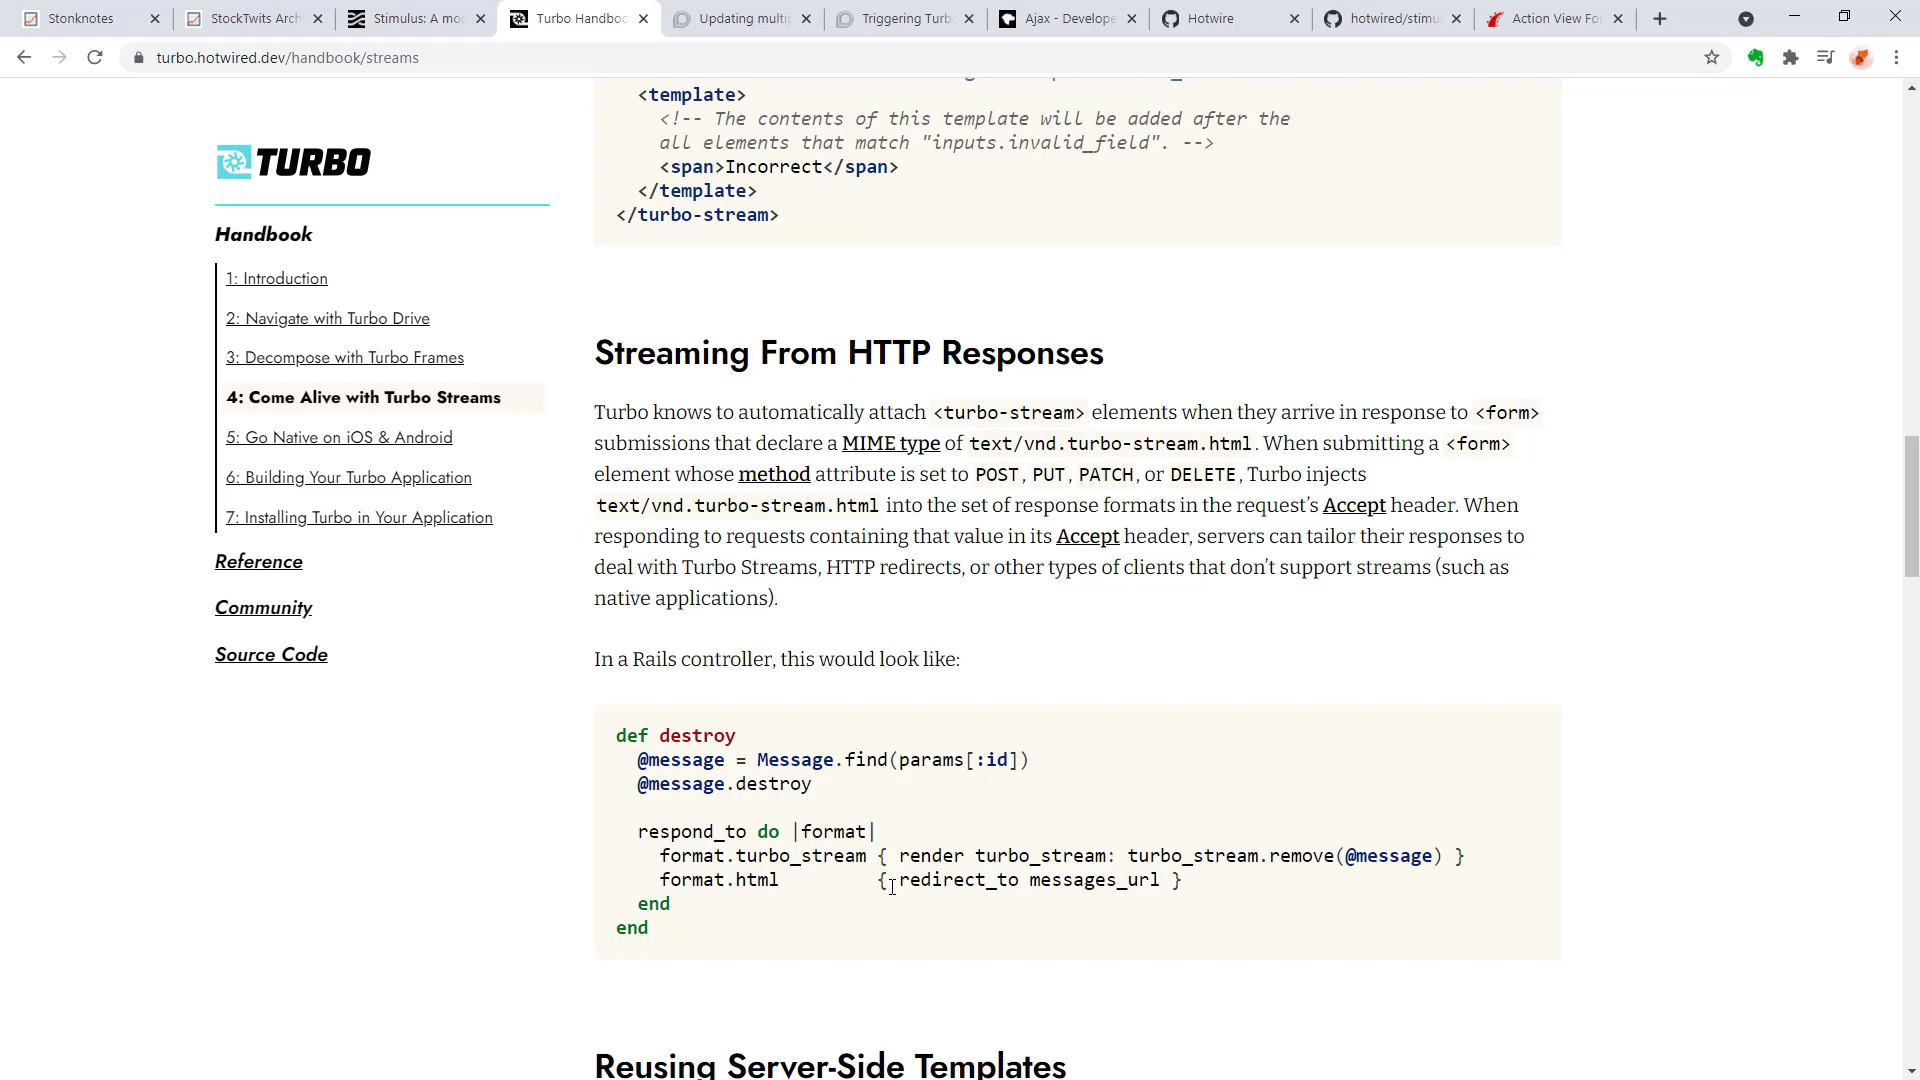 Stonknotes
StockTwits Arch
Stimulus: A mod
Turbo Handboo
Updating multip
Triggering Turbo
Ajax - Develope
Hotwire
hotwired/stimu
Action View Fo
turbo.hotwired.dev/handbook/streams
TURBO
Handbook
1: Introduction
2: Navigate with Turbo Drive
3: Decompose with Turbo Frames
4: Come Alive with Turbo Streams
5: Go Native on iOS & Android
6: Building Your Turbo Application
7: Installing Turbo in Your Application
Reference
Community
Source Code
<template>
<!-- The contents of this template will be added after the
all elements that match "inputs.invalid_field". -->
<span>Incorrect</span>
</template>
</turbo-stream>
Streaming From HTTP Responses
Turbo knows to automatically attach <turbo-stream> elements when they arrive in response to <form>
submissions that declare a MIME type of text/vnd.turbo-stream.html. When submitting a <form>
element whose method attribute is set to POST, PUT, PATCH, or DELETE, Turbo injects
text/vnd.turbo-stream.html into the set of response formats in the request’s Accept header. When
responding to requests containing that value in its Accept header, servers can tailor their responses to
deal with Turbo Streams, HTTP redirects, or other types of clients that don’t support streams (such as
native applications).
In a Rails controller, this would look like:
def destroy
@message = Message.find(params[:id])
@message.destroy
respond_to do |format|
format.turbo_stream { render turbo_stream: turbo_stream.remove(@message) }
format.html { redirect_to messages_url }
end
end
Reusing Server-Side Templates